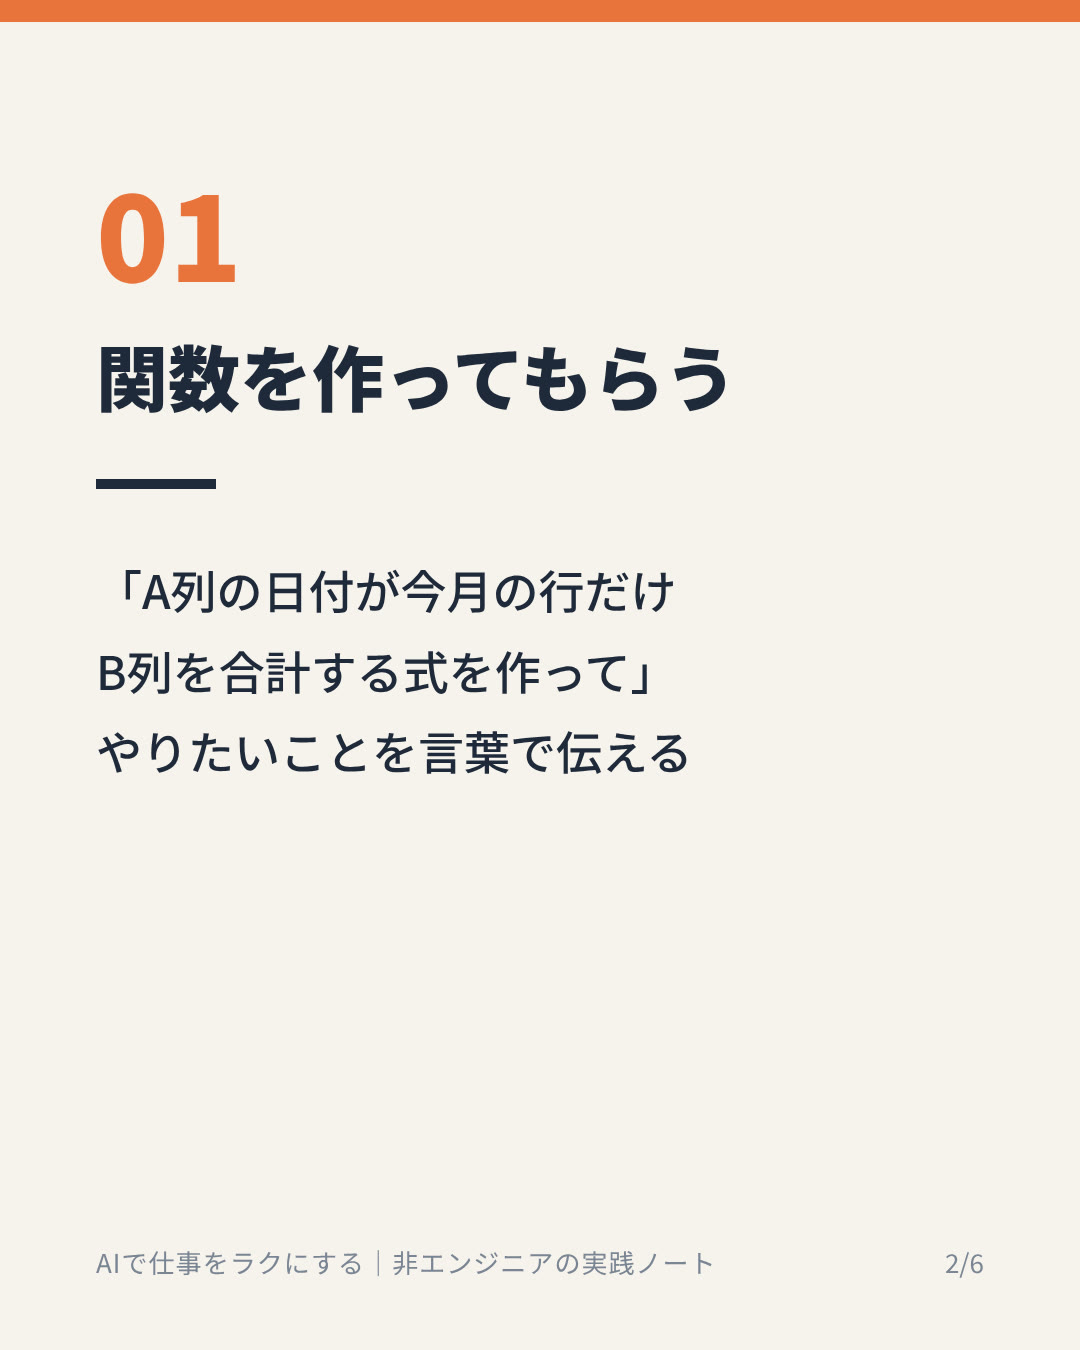 01
関数を作ってもらう
「A列の日付が今月の行だけ
B列を合計する式を作って」
やりたいことを言葉で伝える
AIで仕事をラクにする｜非エンジニアの実践ノート
2/6